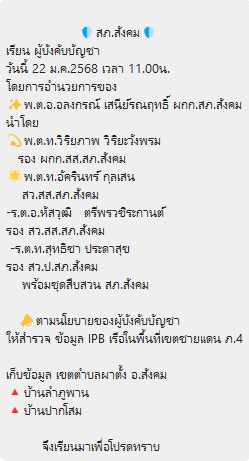 🛡️ สภ.สังคม 🛡️
เรียน ผู้บังคับบัญชา
วันนี้ 22 ม.ค.2568 เวลา 11.00น.
โดยการอำนวยการของ
✨พ.ต.อ.อลงกรณ์ เสนีย์รณฤทธิ์ ผกก.สภ.สังคม
นำโดย
💫พ.ต.ท.วิริยภาพ วิริยะวังพรม
รอง ผกก.สส.สภ.สังคม
🌟พ.ต.ท.อัครินทร์ กุลเสน
สว.สส.สภ.สังคม
-ร.ต.อ.หัสวุฒิ ตรีพรวชิระกานต์
รอง สว.สส.สภ.สังคม
-ร.ต.ท.สุทธิชา ประดาสุข
รอง สว.ป.สภ.สังคม
พร้อมชุดสืบสวน สภ.สังคม
📣ตามนโยบายของผู้บังคับบัญชา
ให้สำรวจ ข้อมูล IPB เรือในพื้นที่เขตชายแดน ภ.4
เก็บข้อมูล เขตตำบลผาตั้ง อ.สังคม
🔺บ้านลำภูพาน
🔺บ้านปากโสม
จึงเรียนมาเพื่อโปรดทราบ